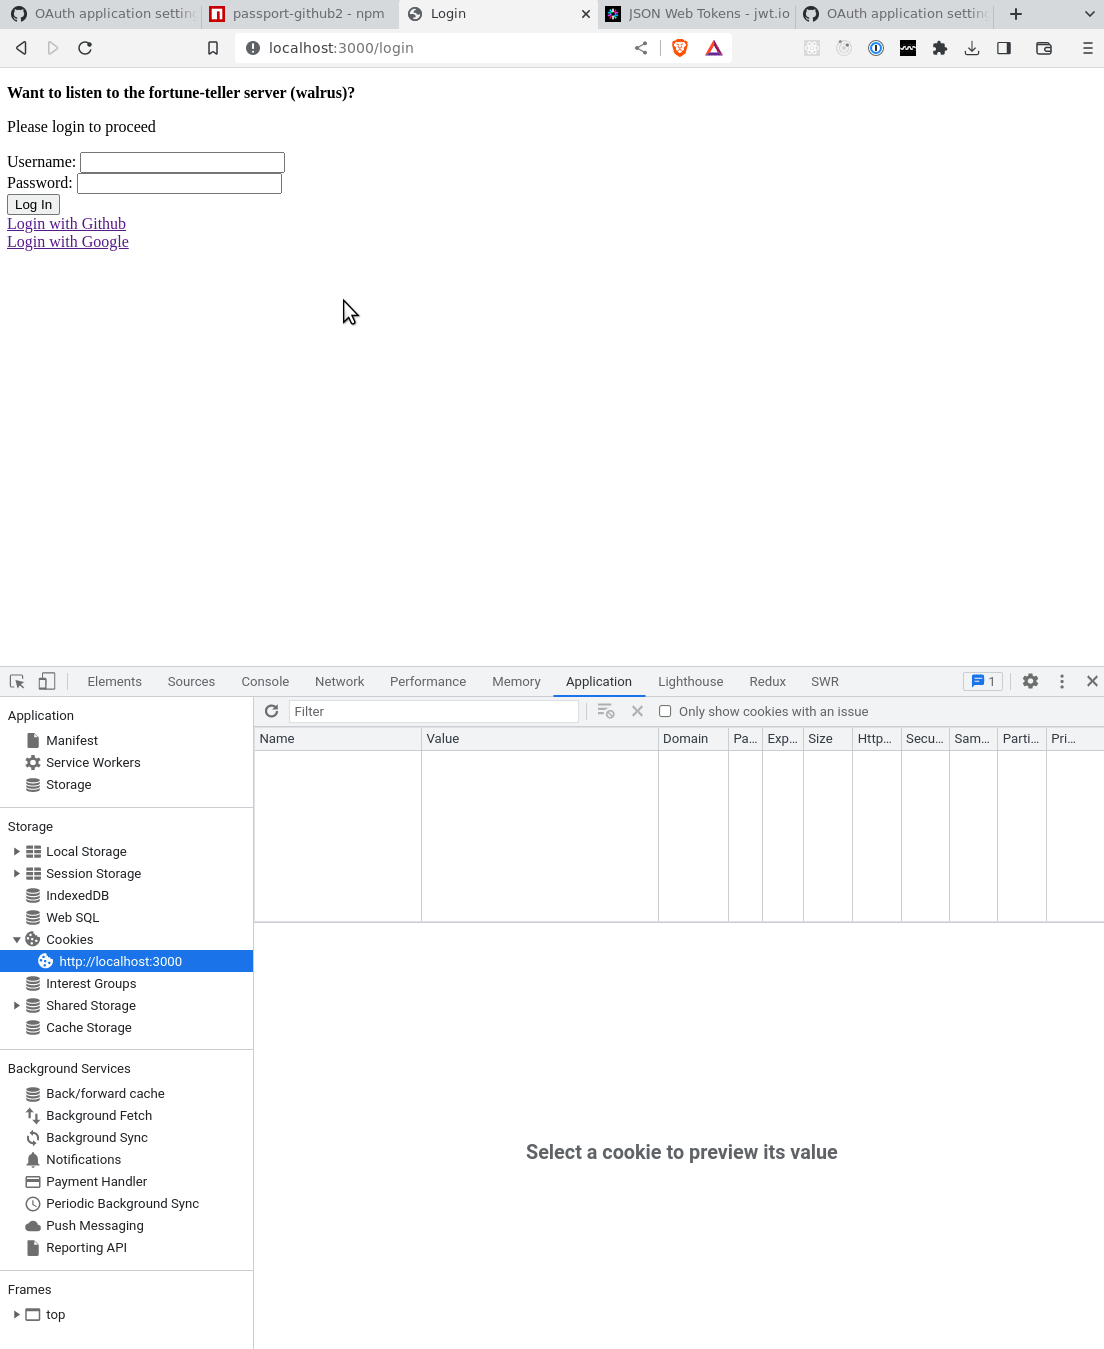 OAuth application setting passport-github2 - npm Login JSON Web Tokens - jwt.io OAuth application setting
localhost:3000/login
Want to listen to the fortune-teller server (walrus)?
Please login to proceed
Username:
Password:
Log In
Login with Github
Login with Google
Elements Sources Console Network Performance Memory Application Lighthouse Redux SWR 1
Application
Manifest
Service Workers
Storage
Storage
Local Storage
Session Storage
IndexedDB
Web SQL
Cookies
http://localhost:3000
Interest Groups
Shared Storage
Cache Storage
Background Services
Back/forward cache
Background Fetch
Background Sync
Notifications
Payment Handler
Periodic Background Sync
Push Messaging
Reporting API
Frames
top
Filter Only show cookies with an issue
Name Value Domain Pa... Exp... Size Http... Secu... Sam... Parti... Pri...
Select a cookie to preview its value